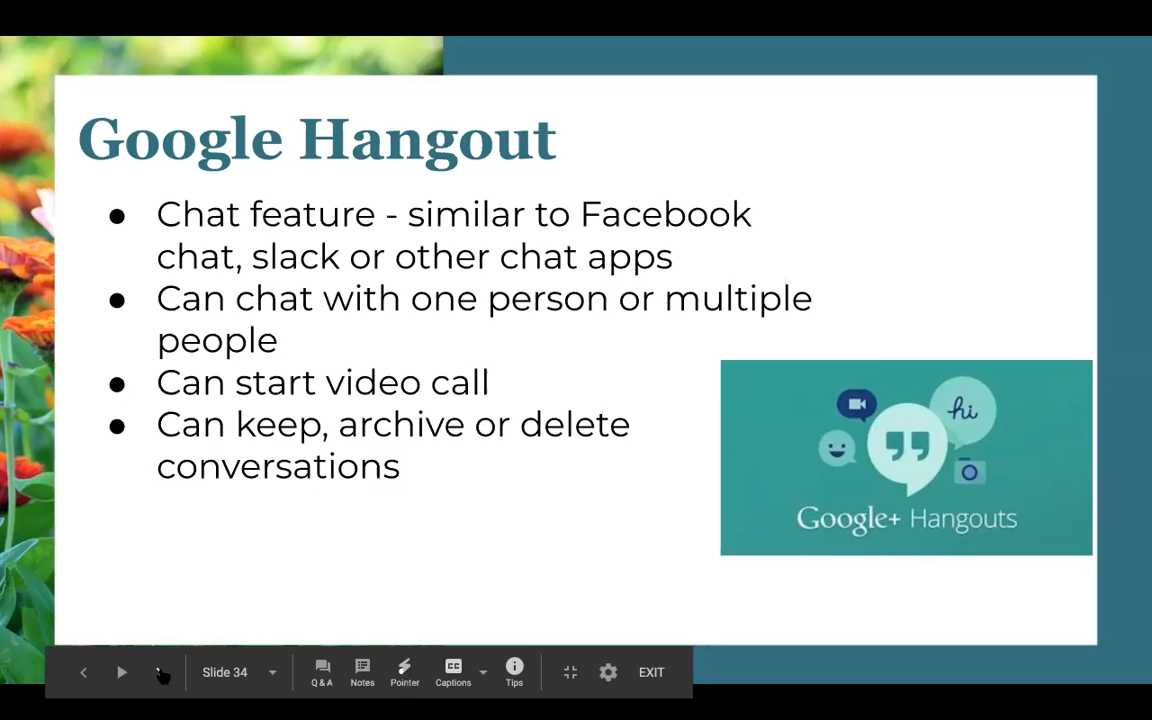 Google Hangout
● Chat feature - similar to Facebook
chat, slack or other chat apps
● Can chat with one person or multiple
people
● Can start video call
● Can keep, archive or delete
conversations
hi
Google+ Hangouts
Slide 34
Q & A
Notes
Pointer
CC
Captions
Tips
EXIT